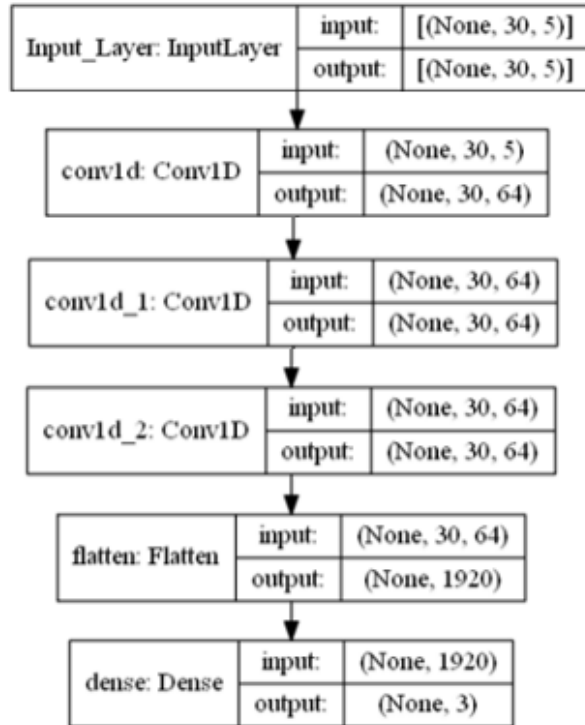 Input_Layer: InputLayer
input: [(None, 30, 5)]
output: [(None, 30, 5)]
conv1d: Conv1D
input: (None, 30, 5)
output: (None, 30, 64)
conv1d_1: Conv1D
input: (None, 30, 64)
output: (None, 30, 64)
conv1d_2: Conv1D
input: (None, 30, 64)
output: (None, 30, 64)
flatten: Flatten
input: (None, 30, 64)
output: (None, 1920)
dense: Dense
input: (None, 1920)
output: (None, 3)